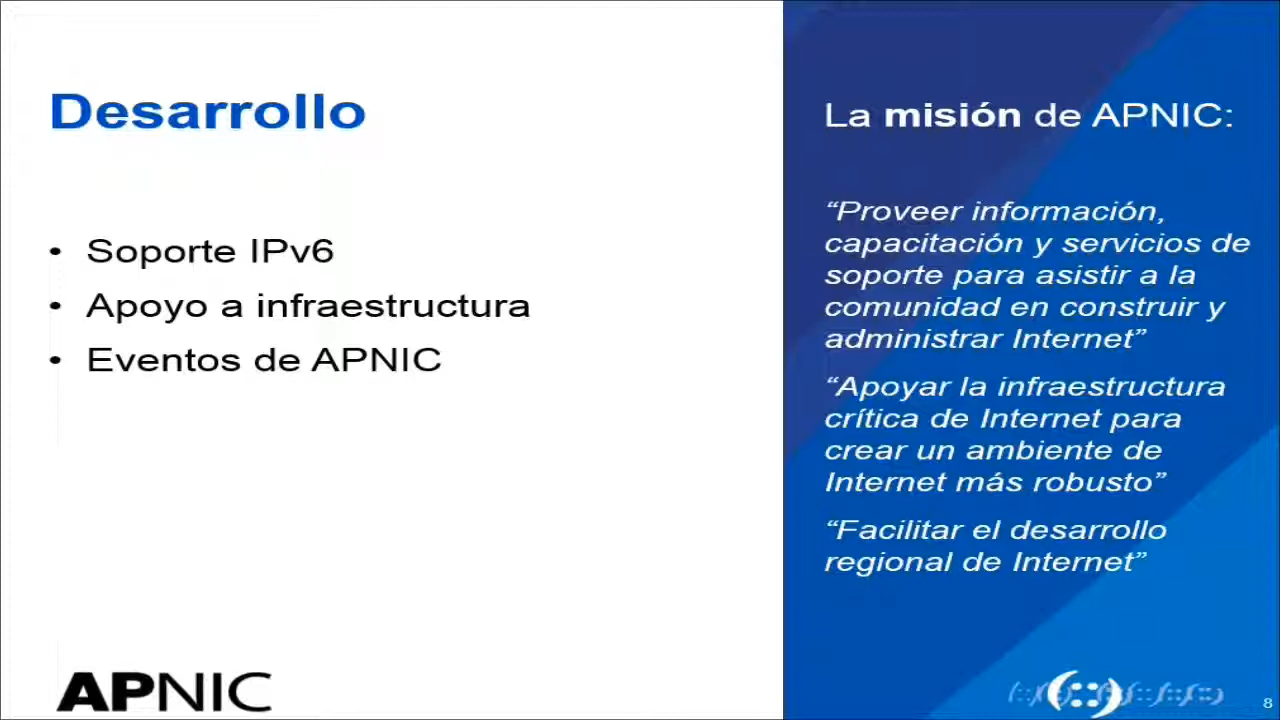 Desarrollo
• Soporte IPv6
• Apoyo a infraestructura
• Eventos de APNIC
APNIC
La misión de APNIC:
“Proveer información,
capacitación y servicios de
soporte para asistir a la
comunidad en construir y
administrar Internet”
“Apoyar la infraestructura
crítica de Internet para
crear un ambiente de
Internet más robusto”
“Facilitar el desarrollo
regional de Internet”
(::)
8